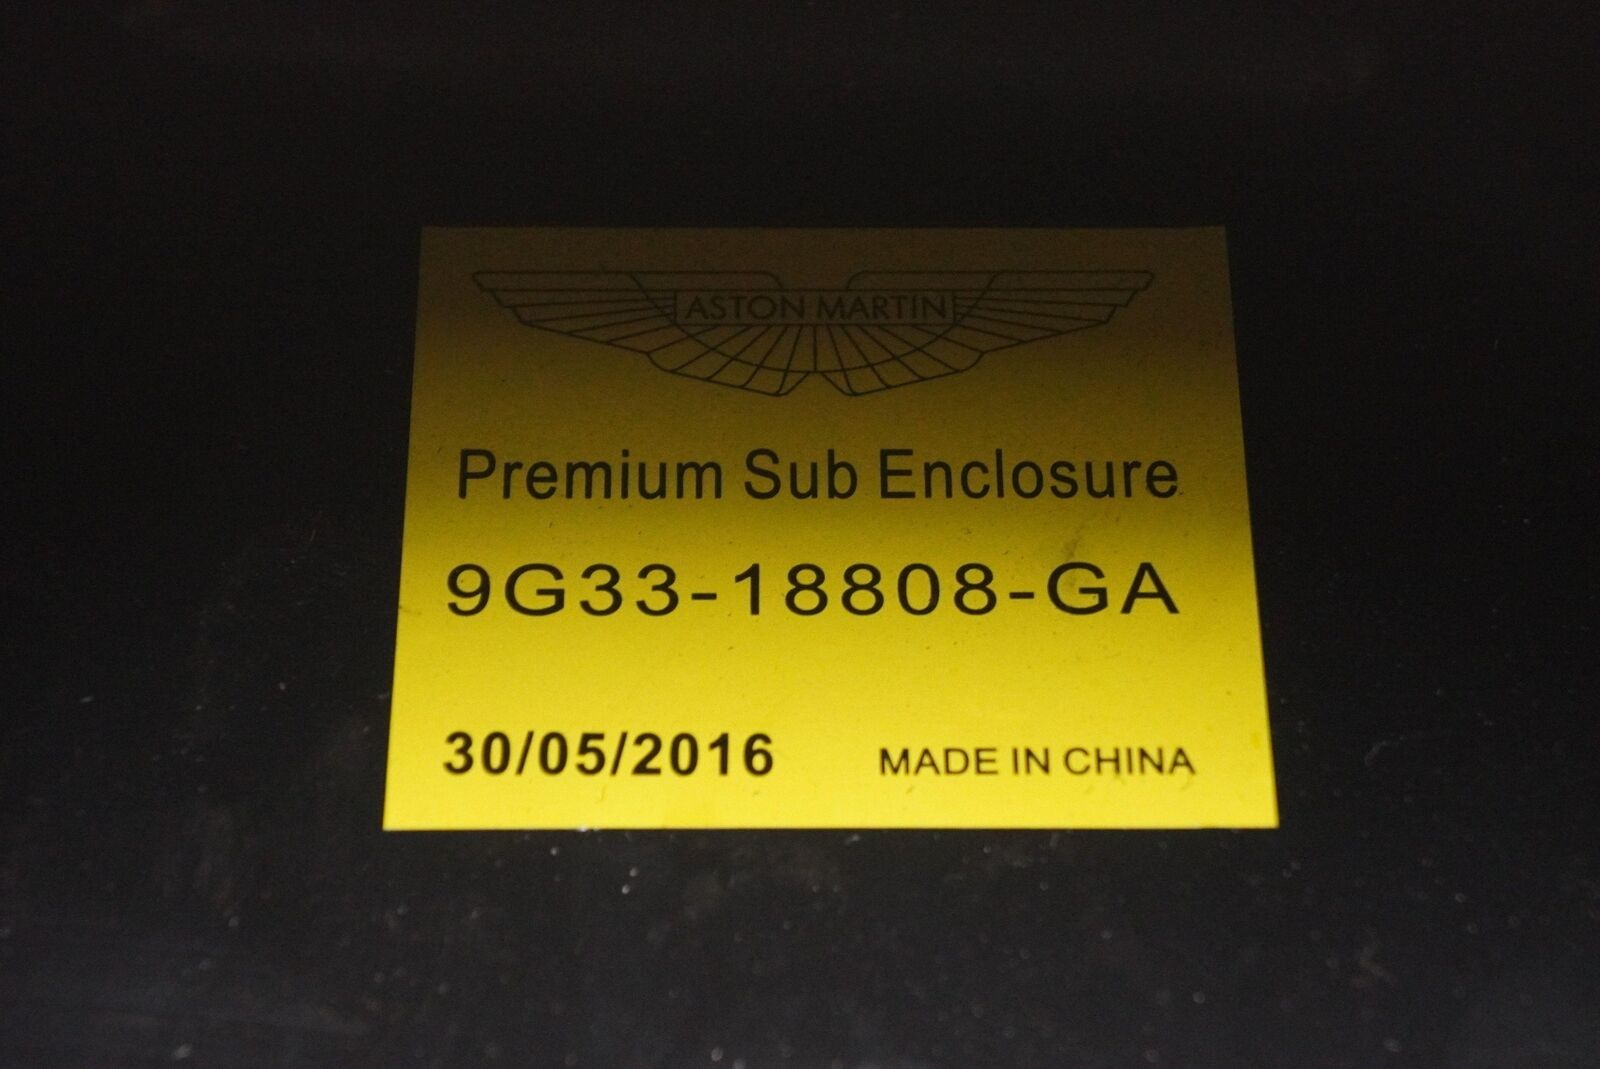 ASTON MARTIN
Premium Sub Enclosure
9G33-18808-GA
30/05/2016 MADE IN CHINA